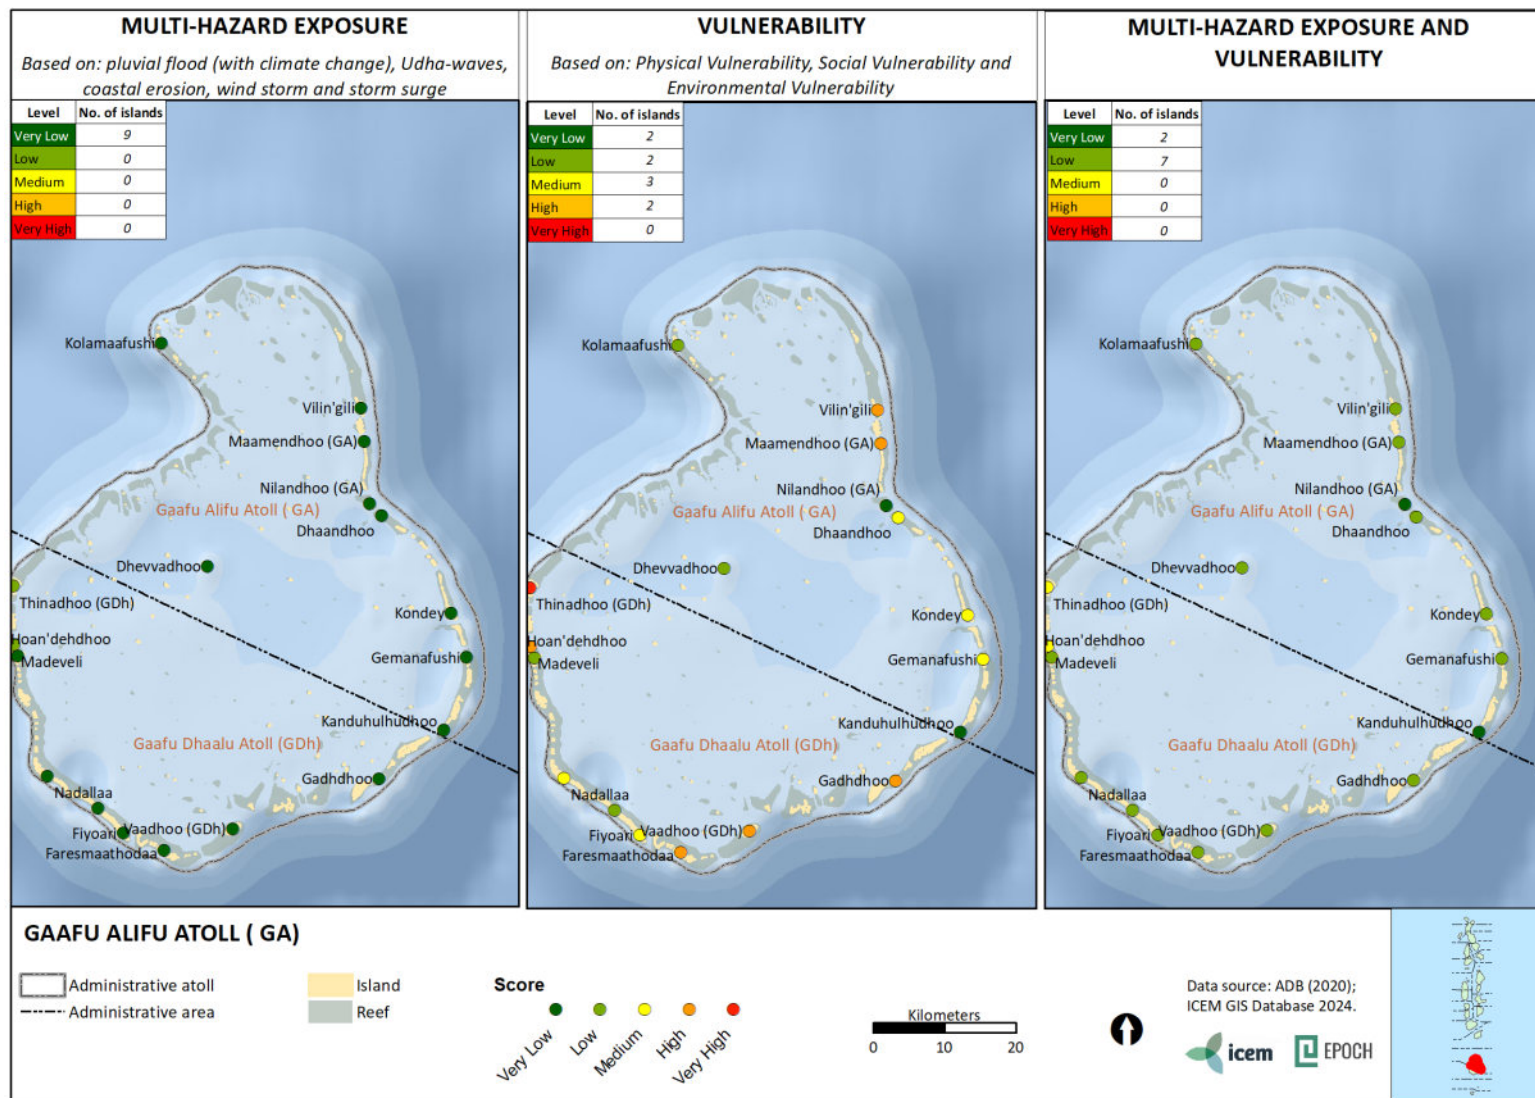 MULTI-HAZARD EXPOSURE
Based on: pluvial flood (with climate change), Udha-waves,
coastal erosion, wind storm and storm surge
Level No. of islands
Very Low 9
Low 0
Medium 0
High 0
Very High 0
Kolamaafushi
Vilin'gili
Maamendhoo (GA)
Nilandhoo (GA)
Gaafu Alifu Atoll ( GA)
Dhaandhoo
Dhevvadhoo
Thinadhoo (GDh)
Kondey
Hoan'dehdhoo
Madeveli
Gemanafushi
Kanduhulhudhoo
Gaafu Dhaalu Atoll (GDh)
Gadhdhoo
Nadallaa
Fiyoari
Vaadhoo (GDh)
Faresmaathodaa
VULNERABILITY
Based on: Physical Vulnerability, Social Vulnerability and
Environmental Vulnerability
Level No. of islands
Very Low 2
Low 2
Medium 3
High 2
Very High 0
Kolamaafushi
Vilin'gili
Maamendhoo (GA)
Nilandhoo (GA)
Gaafu Alifu Atoll ( GA)
Dhaandhoo
Dhevvadhoo
Thinadhoo (GDh)
Kondey
Hoan'dehdhoo
Madeveli
Gemanafushi
Kanduhulhudhoo
Gaafu Dhaalu Atoll (GDh)
Gadhdhoo
Nadallaa
Fiyoari
Vaadhoo (GDh)
Faresmaathodaa
MULTI-HAZARD EXPOSURE AND
VULNERABILITY
Level No. of islands
Very Low 2
Low 7
Medium 0
High 0
Very High 0
Kolamaafushi
Vilin'gili
Maamendhoo (GA)
Nilandhoo (GA)
Gaafu Alifu Atoll ( GA)
Dhaandhoo
Dhevvadhoo
Thinadhoo (GDh)
Kondey
Hoan'dehdhoo
Madeveli
Gemanafushi
Kanduhulhudhoo
Gaafu Dhaalu Atoll (GDh)
Gadhdhoo
Nadallaa
Fiyoari
Vaadhoo (GDh)
Faresmaathodaa
GAAFU ALIFU ATOLL ( GA)
Administrative atoll
Administrative area
Island
Reef
Score
Very Low
Low
Medium
High
Very High
Kilometers
0 10 20
Data source: ADB (2020);
ICEM GIS Database 2024.
icem
EPOCH